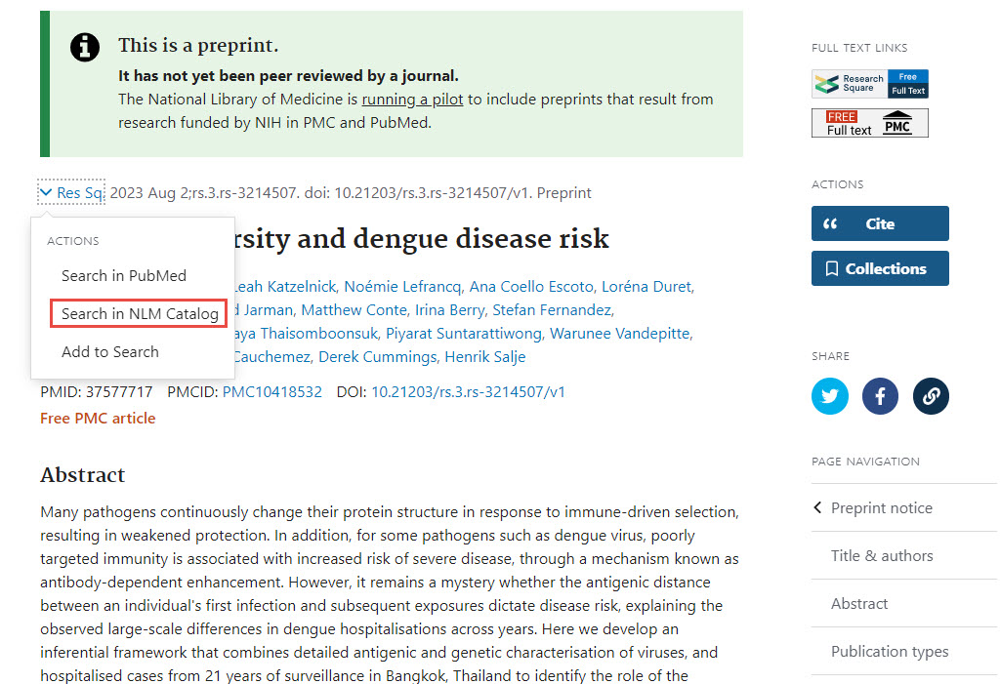 This is a preprint.
It has not yet been peer reviewed by a journal.
The National Library of Medicine is running a pilot to include preprints that result from
research funded by NIH in PMC and PubMed.
Res Sq. 2023 Aug 2;rs.3.rs-3214507. doi: 10.21203/rs.3.rs-3214507/v1. Preprint
ACTIONS
Search in PubMed
Search in NLM Catalog
Add to Search
and dengue disease risk
Katzelnick, Noémie Lefrancq, Ana Coello Escoto, Loréna Duret,
Jarman, Matthew Conte, Irina Berry, Stefan Fernandez,
Thaisomboonsuk, Piyarat Suntarattiwong, Warunee Vandepitte,
Cauchemez, Derek Cummings, Henrik Salje
PMID: 37577717 PMCID: PMC10418532 DOI: 10.21203/rs.3.rs-3214507/v1
Free PMC article
Abstract
Many pathogens continuously change their protein structure in response to immune-driven selection,
resulting in weakened protection. In addition, for some pathogens such as dengue virus, poorly
targeted immunity is associated with increased risk of severe disease, through a mechanism known as
antibody-dependent enhancement. However, it remains a mystery whether the antigenic distance
between an individual's first infection and subsequent exposures dictate disease risk, explaining the
observed large-scale differences in dengue hospitalisations across years. Here we develop an
inferential framework that combines detailed antigenic and genetic characterisation of viruses, and
hospitalised cases from 21 years of surveillance in Bangkok, Thailand to identify the role of the
FULL TEXT LINKS
Research
Square
Free
Full Text
FREE
Full text
PMC
ACTIONS
Cite
Collections
SHARE
PAGE NAVIGATION
Preprint notice
Title & authors
Abstract
Publication types